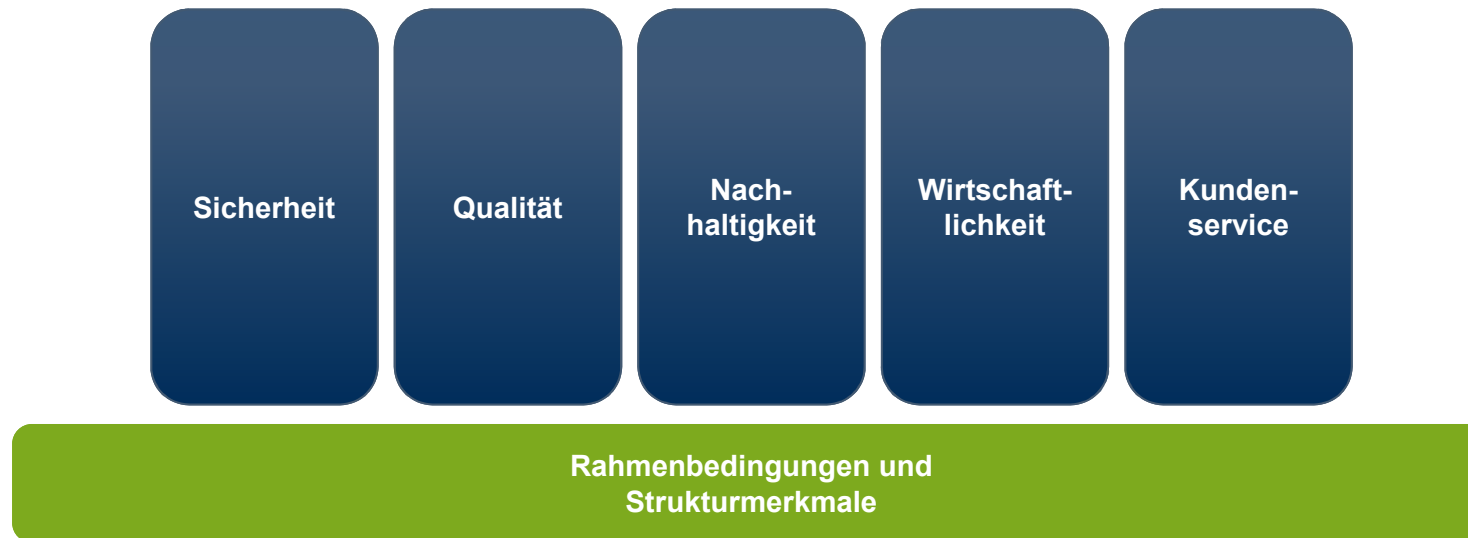 Sicherheit
Qualität
Nach-
haltigkeit
Wirtschaft-
lichkeit
Kunden-
service
Rahmenbedingungen und
Strukturmerkmale